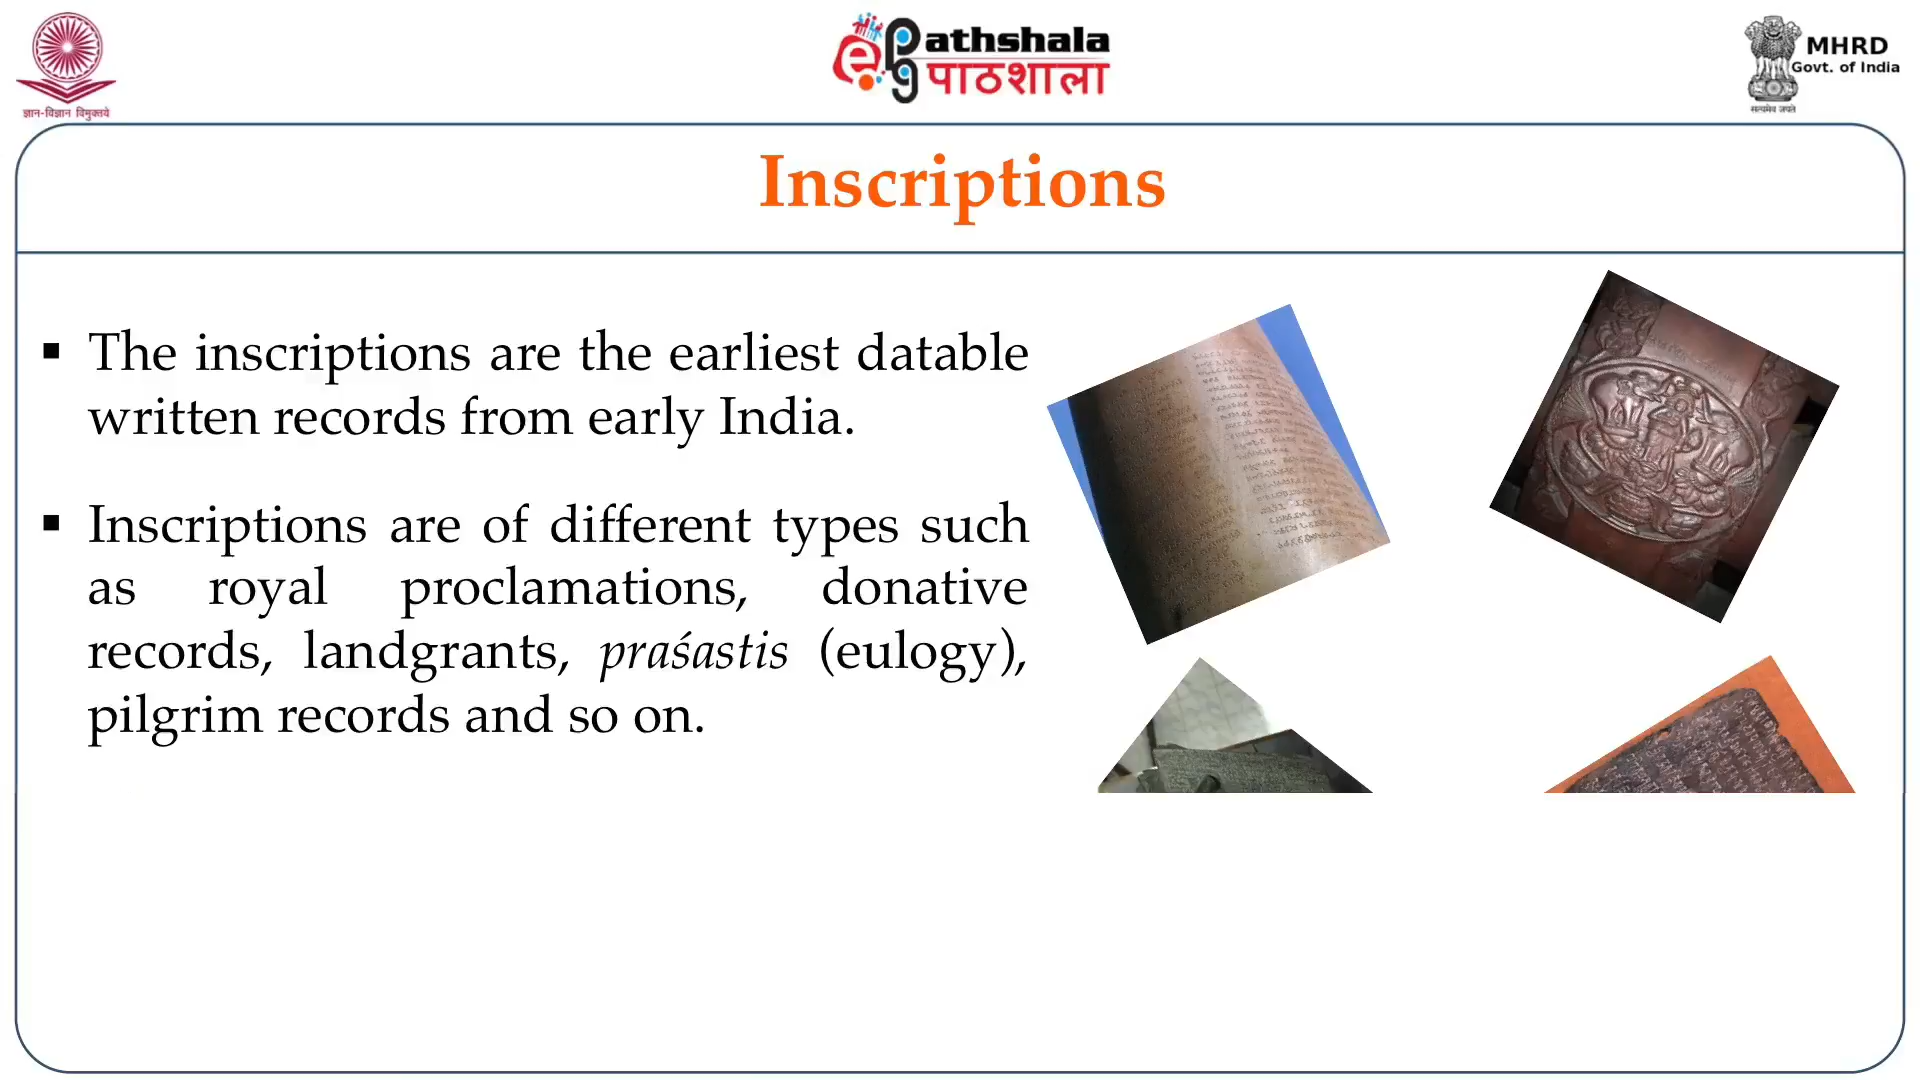 ज्ञान-विज्ञान विमुक्तये
ePG Pathshala
पाठशाला
MHRD
Govt. of India
सत्यमेव जयते
Inscriptions
▪ The inscriptions are the earliest datable
written records from early India.
▪ Inscriptions are of different types such
as royal proclamations, donative
records, landgrants, praśastis (eulogy),
pilgrim records and so on.